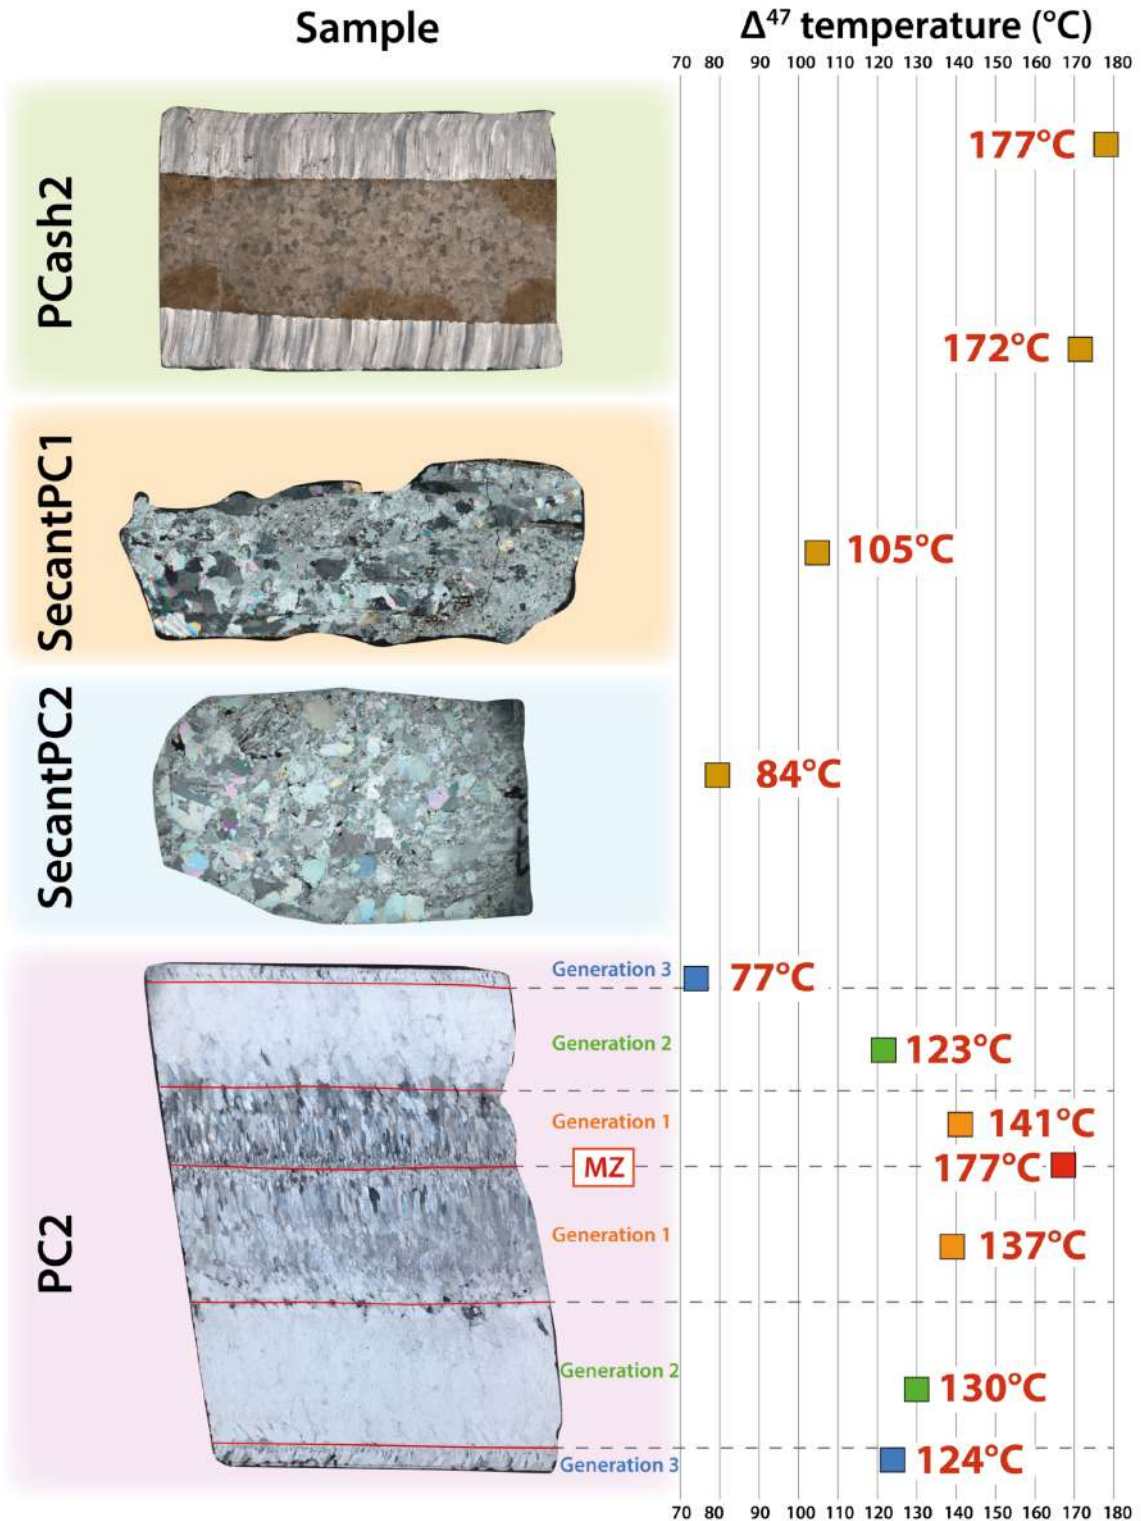 Sample
Δ47 temperature (°C)
70 80 90 100 110 120 130 140 150 160 170 180
PCash2
177°C
172°C
SecantPC1
105°C
SecantPC2
84°C
PC2
Generation 3
77°C
Generation 2
123°C
Generation 1
141°C
MZ
177°C
Generation 1
137°C
Generation 2
130°C
Generation 3
124°C
70 80 90 100 110 120 130 140 150 160 170 180